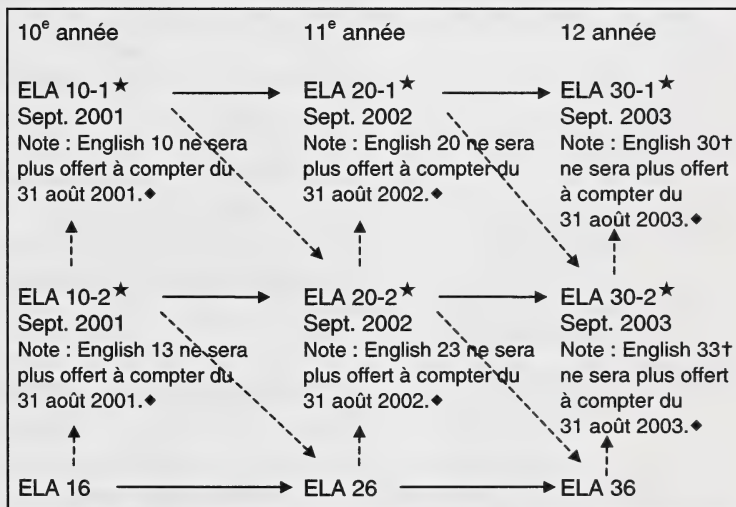 10e année
11e année
12 année
ELA 10-1★
Sept. 2001
Note : English 10 ne sera
plus offert à compter du
31 août 2001.◆
ELA 20-1★
Sept. 2002
Note : English 20 ne sera
plus offert à compter du
31 août 2002.◆
ELA 30-1★
Sept. 2003
Note : English 30†
ne sera plus offert
à compter du
31 août 2003.◆
ELA 10-2★
Sept. 2001
Note : English 13 ne sera
plus offert à compter du
31 août 2001.◆
ELA 20-2★
Sept. 2002
Note : English 23 ne sera
plus offert à compter du
31 août 2002.◆
ELA 30-2★
Sept. 2003
Note : English 33†
ne sera plus offert
à compter du
31 août 2003.◆
ELA 16
ELA 26
ELA 36